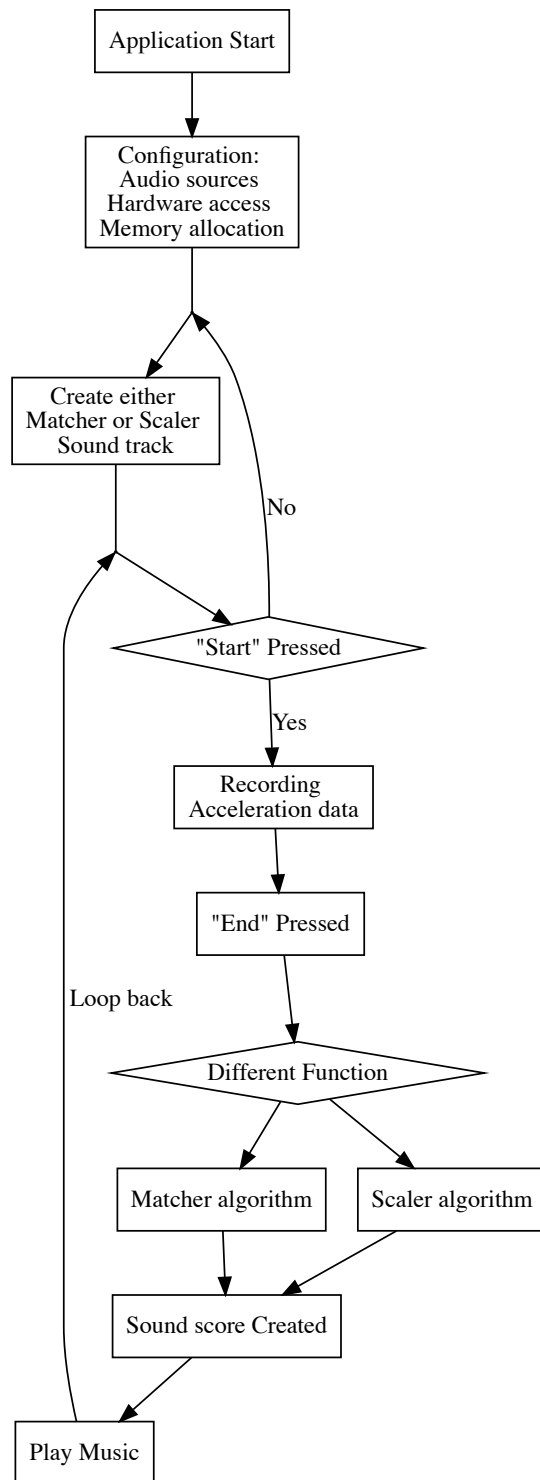 Application Start
Configuration:
Audio sources
Hardware access
Memory allocation
Create either
Matcher or Scaler
Sound track
No
"Start" Pressed
Yes
Recording
Acceleration data
"End" Pressed
Loop back
Different Function
Matcher algorithm
Scaler algorithm
Sound score Created
Play Music